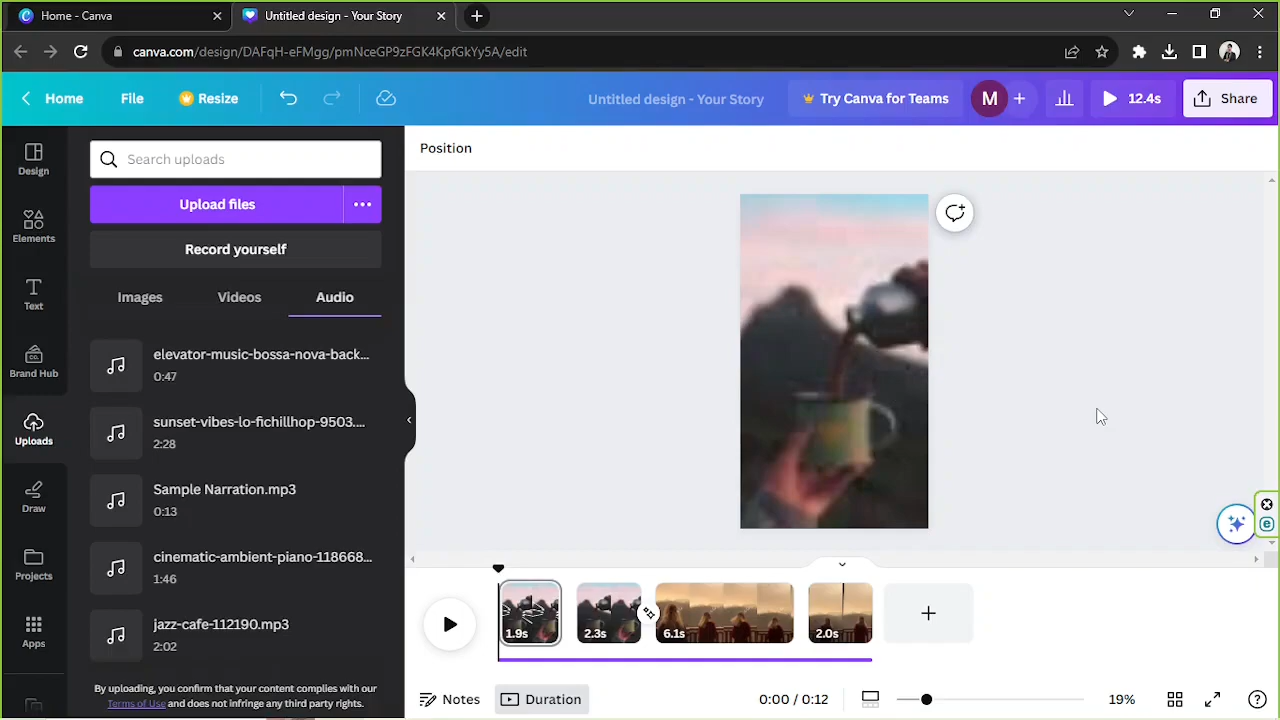 Home - Canva
Untitled design - Your Story
canva.com/design/DAFqH-eFMgg/pmNceGP9zFGK4KpfGkYy5A/edit
Home
File
Resize
Untitled design - Your Story
Try Canva for Teams
M
12.4s
Share
Design
Elements
Text
CO.
Brand Hub
Uploads
Draw
Projects
Apps
Search uploads
Upload files
Record yourself
Images
Videos
Audio
elevator-music-bossa-nova-back...
0:47
sunset-vibes-lo-fichillhop-9503....
2:28
Sample Narration.mp3
0:13
cinematic-ambient-piano-118668...
1:46
jazz-cafe-112190.mp3
2:02
By uploading, you confirm that your content complies with our
Terms of Use and does not infringe any third party rights.
Position
1.9s
2.3s
6.1s
2.0s
Notes
Duration
0:00 / 0:12
19%